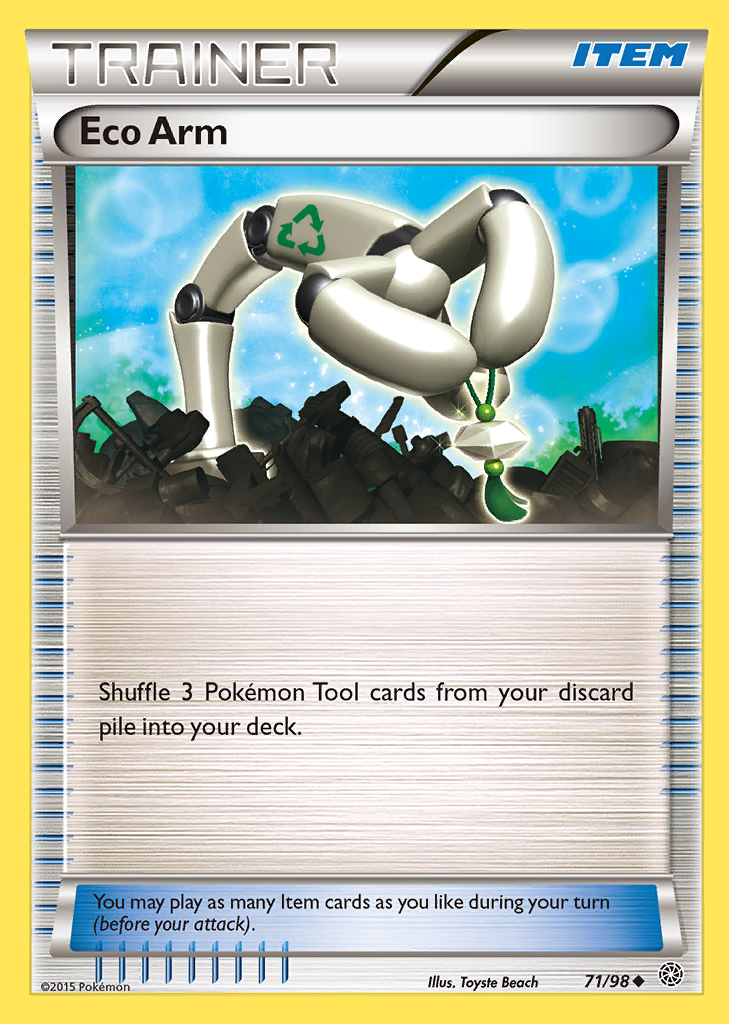 TRAINER
ITEM
Eco Arm
Shuffle 3 Pokémon Tool cards from your discard
pile into your deck.
You may play as many Item cards as you like during your turn
(before your attack).
©2015 Pokémon
Illus. Toyste Beach
71/98